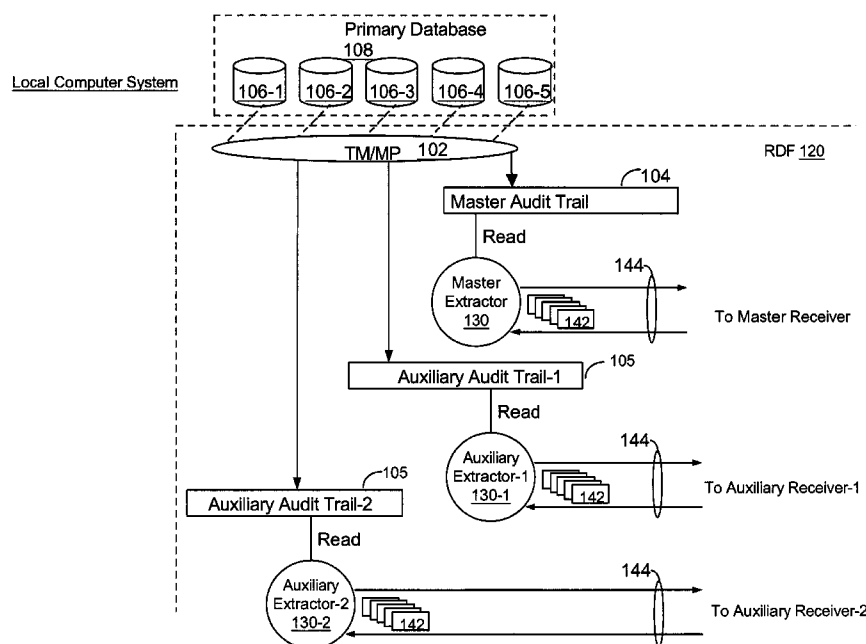 Primary Database
108
Local Computer System
106-1 106-2 106-3 106-4 106-5
TM/MP 102
RDF 120
104
Master Audit Trail
Read
144
Master
Extractor
130
142
To Master Receiver
105
Auxiliary Audit Trail-1
Read
144
Auxiliary
Extractor-1
130-1
142
To Auxiliary Receiver-1
105
Auxiliary Audit Trail-2
Read
144
Auxiliary
Extractor-2
130-2
142
To Auxiliary Receiver-2